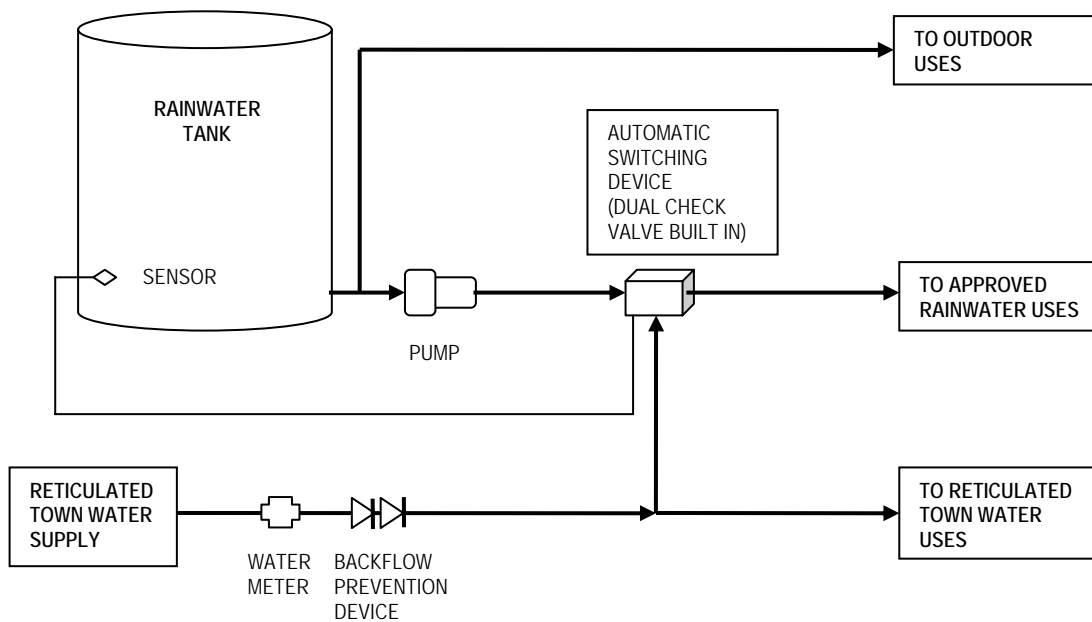 TO OUTDOOR
USES
RAINWATER
TANK
AUTOMATIC
SWITCHING
DEVICE
(DUAL CHECK
VALVE BUILT IN)
SENSOR
TO APPROVED
RAINWATER USES
PUMP
RETICULATED
TOWN WATER
SUPPLY
TO RETICULATED
TOWN WATER
USES
WATER
METER
BACKFLOW
PREVENTION
DEVICE